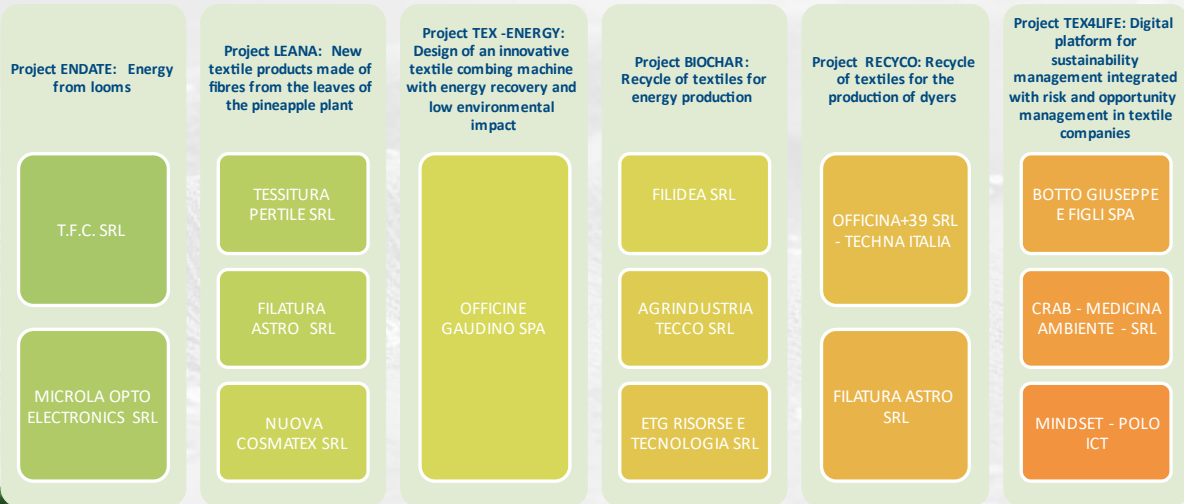 Project ENDATE: Energy
from looms
T.F.C. SRL
MICROLA OPTO
ELECTRONICS SRL
Project LEANA: New
textile products made of
fibres from the leaves of
the pineapple plant
TESSITURA
PERTILE SRL
FILATURA
ASTRO SRL
NUOVA
COSMATEX SRL
Project TEX -ENERGY:
Design of an innovative
textile combing machine
with energy recovery and
low environmental
impact
OFFICINE
GAUDINO SPA
Project BIOCHAR:
Recycle of textiles for
energy production
FILIDEA SRL
AGRINDUSTRIA
TECCO SRL
ETG RISORSE E
TECNOLOGIA SRL
Project RECYCO: Recycle
of textiles for the
production of dyers
OFFICINA+39 SRL
- TECHNA ITALIA
FILATURA ASTRO
SRL
Project TEX4LIFE: Digital
platform for
sustainability
management integrated
with risk and opportunity
management in textile
companies
BOTTO GIUSEPPE
E FIGLI SPA
CRAB - MEDICINA
AMBIENTE - SRL
MINDSET - POLO
ICT